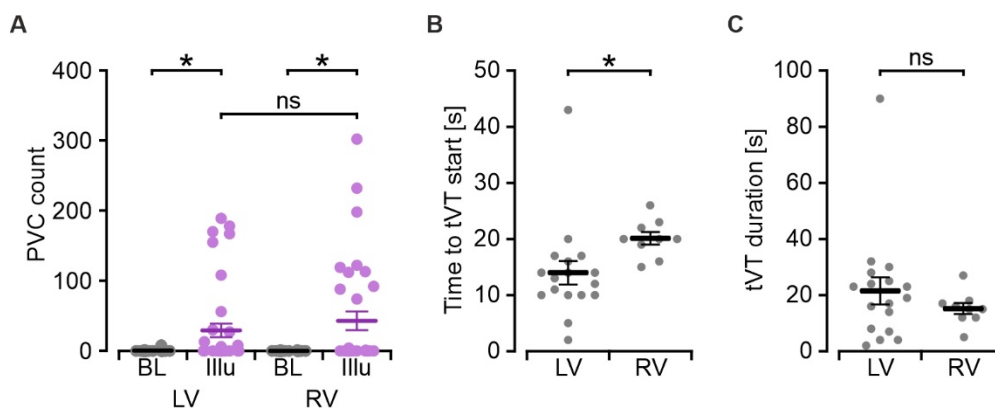 A
PVC count
400
300
200
100
0
*
*
ns
BL
Illu
BL
Illu
LV
RV
B
Time to tVT start [s]
50
40
30
20
10
0
*
LV
RV
C
tVT duration [s]
100
80
60
40
20
0
ns
LV
RV